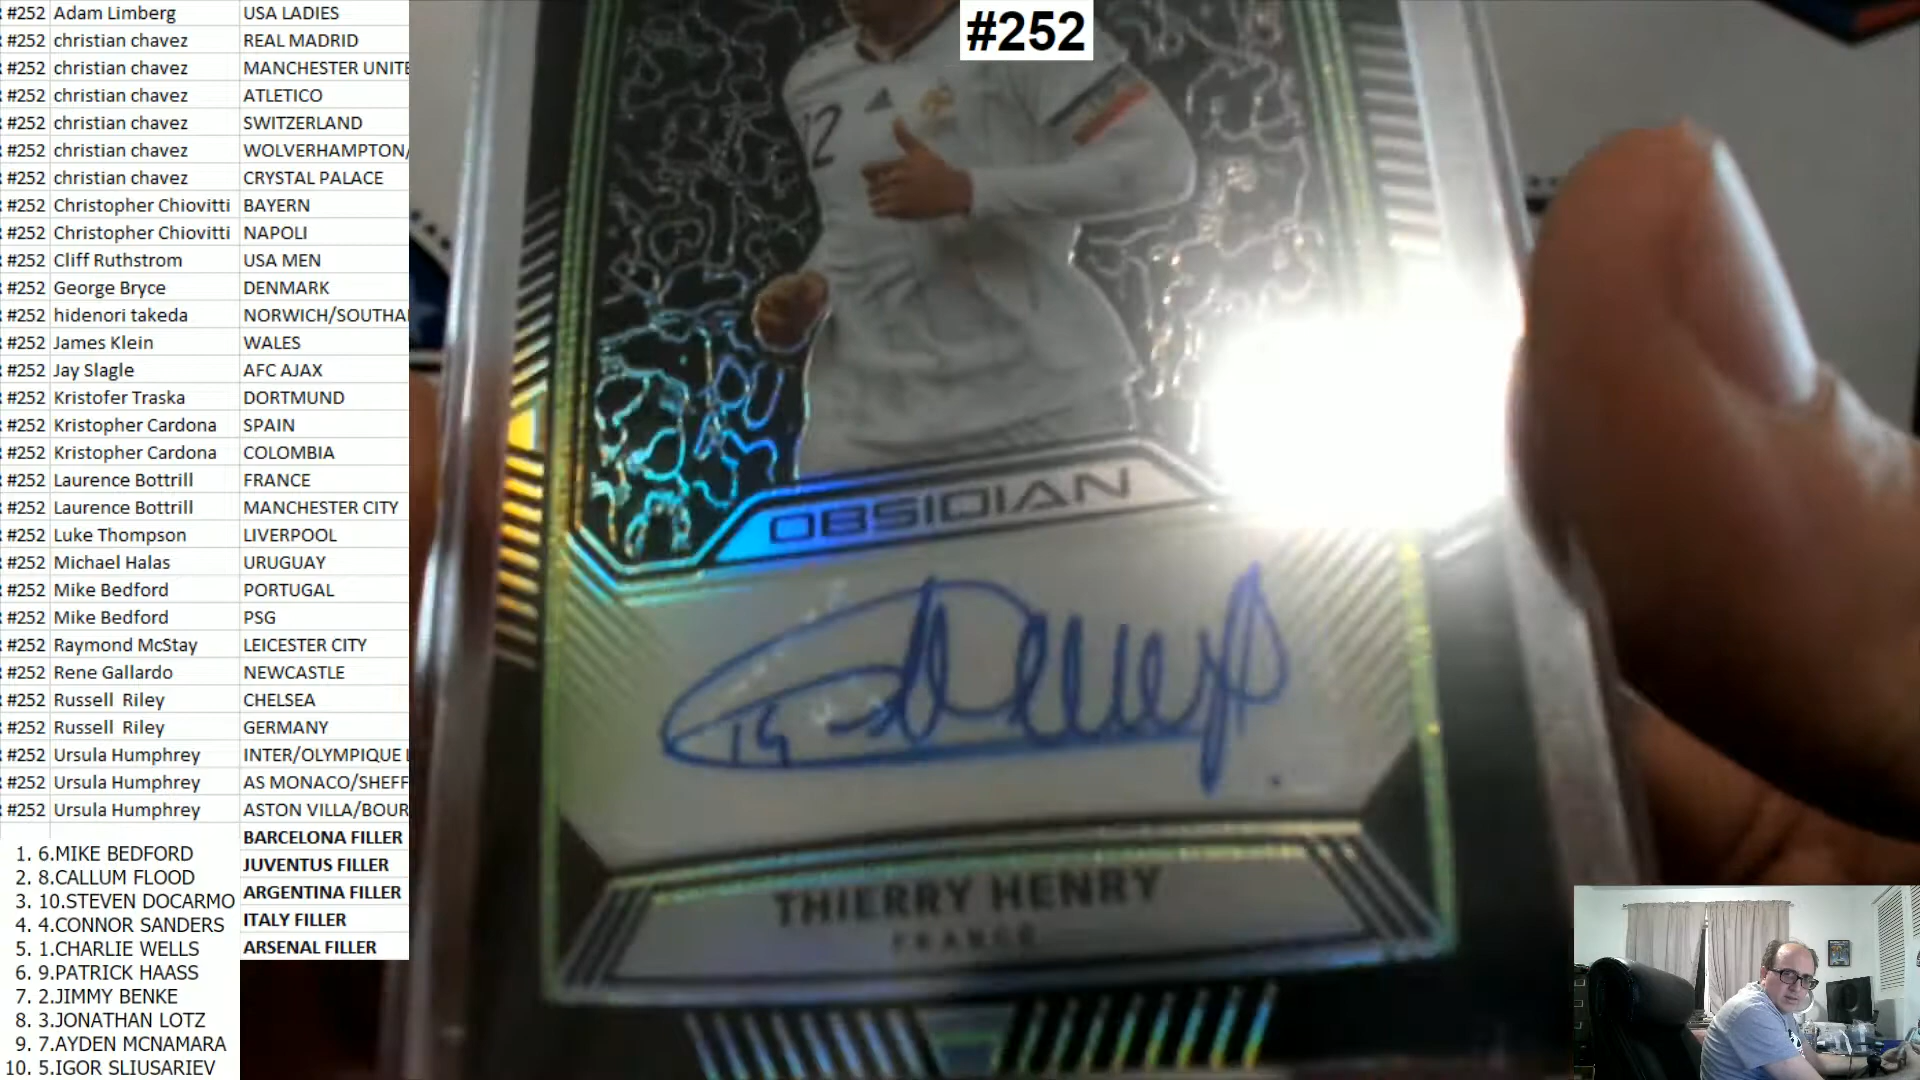 #252 Adam Limberg USA LADIES
#252 christian chavez REAL MADRID
#252 christian chavez MANCHESTER UNITE
#252 christian chavez ATLETICO
#252 christian chavez SWITZERLAND
#252 christian chavez WOLVERHAMPTON/
#252 christian chavez CRYSTAL PALACE
#252 Christopher Chiovitti BAYERN
#252 Christopher Chiovitti NAPOLI
#252 Cliff Ruthstrom USA MEN
#252 George Bryce DENMARK
#252 hidenori takeda NORWICH/SOUTHA
#252 James Klein WALES
#252 Jay Slagle AFC AJAX
#252 Kristofer Traska DORTMUND
#252 Kristopher Cardona SPAIN
#252 Kristopher Cardona COLOMBIA
#252 Laurence Bottrill FRANCE
#252 Laurence Bottrill MANCHESTER CITY
#252 Luke Thompson LIVERPOOL
#252 Michael Halas URUGUAY
#252 Mike Bedford PORTUGAL
#252 Mike Bedford PSG
#252 Raymond McStay LEICESTER CITY
#252 Rene Gallardo NEWCASTLE
#252 Russell Riley CHELSEA
#252 Russell Riley GERMANY
#252 Ursula Humphrey INTER/OLYMPIQUE
#252 Ursula Humphrey AS MONACO/SHEFF
#252 Ursula Humphrey ASTON VILLA/BOUR
BARCELONA FILLER
JUVENTUS FILLER
ARGENTINA FILLER
ITALY FILLER
ARSENAL FILLER
1. 6.MIKE BEDFORD
2. 8.CALLUM FLOOD
3. 10.STEVEN DOCARMO
4. 4.CONNOR SANDERS
5. 1.CHARLIE WELLS
6. 9.PATRICK HAASS
7. 2.JIMMY BENKE
8. 3.JONATHAN LOTZ
9. 7.AYDEN MCNAMARA
10. 5.IGOR SLIUSARIEV
#252
12
OBSIDIAN
THIERRY HENRY
FRANCE